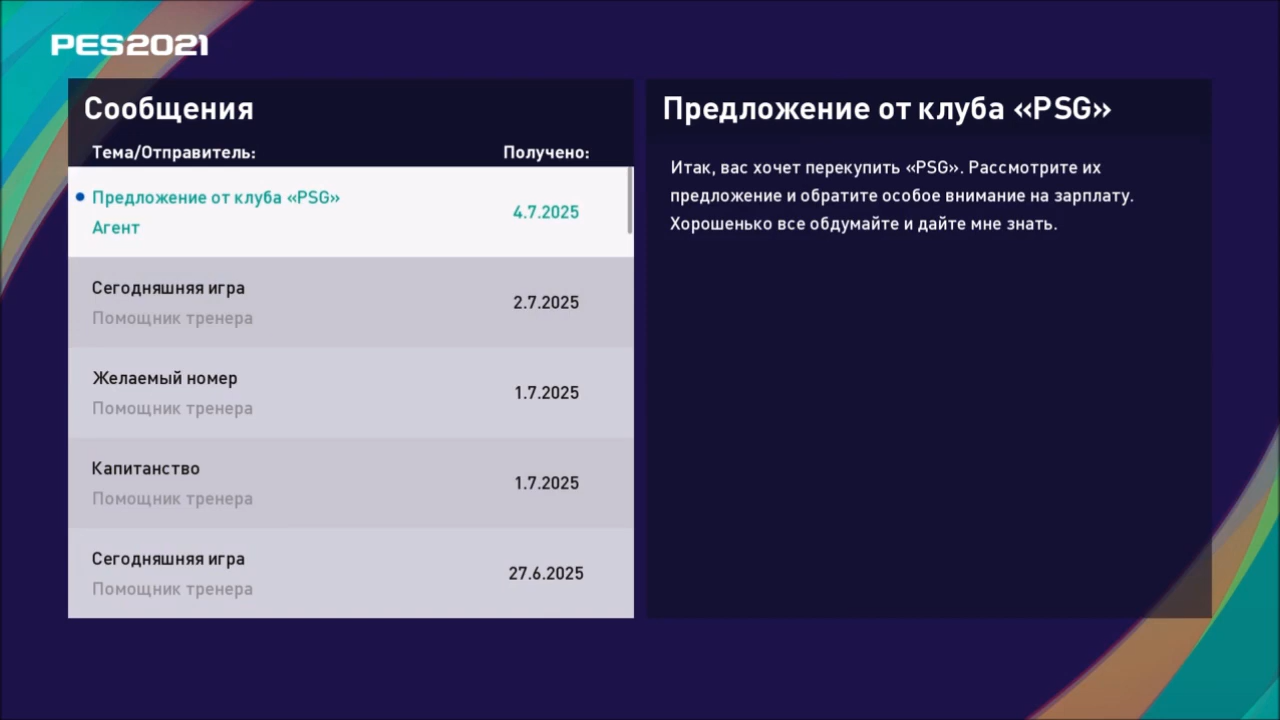 PES2021
Сообщения
Тема/Отправитель: Получено:
Предложение от клуба «PSG»
Агент
4.7.2025
Сегодняшняя игра
Помощник тренера
2.7.2025
Желаемый номер
Помощник тренера
1.7.2025
Капитанство
Помощник тренера
1.7.2025
Сегодняшняя игра
Помощник тренера
27.6.2025
Предложение от клуба «PSG»
Итак, вас хочет перекупить «PSG». Рассмотрите их
предложение и обратите особое внимание на зарплату.
Хорошенько все обдумайте и дайте мне знать.